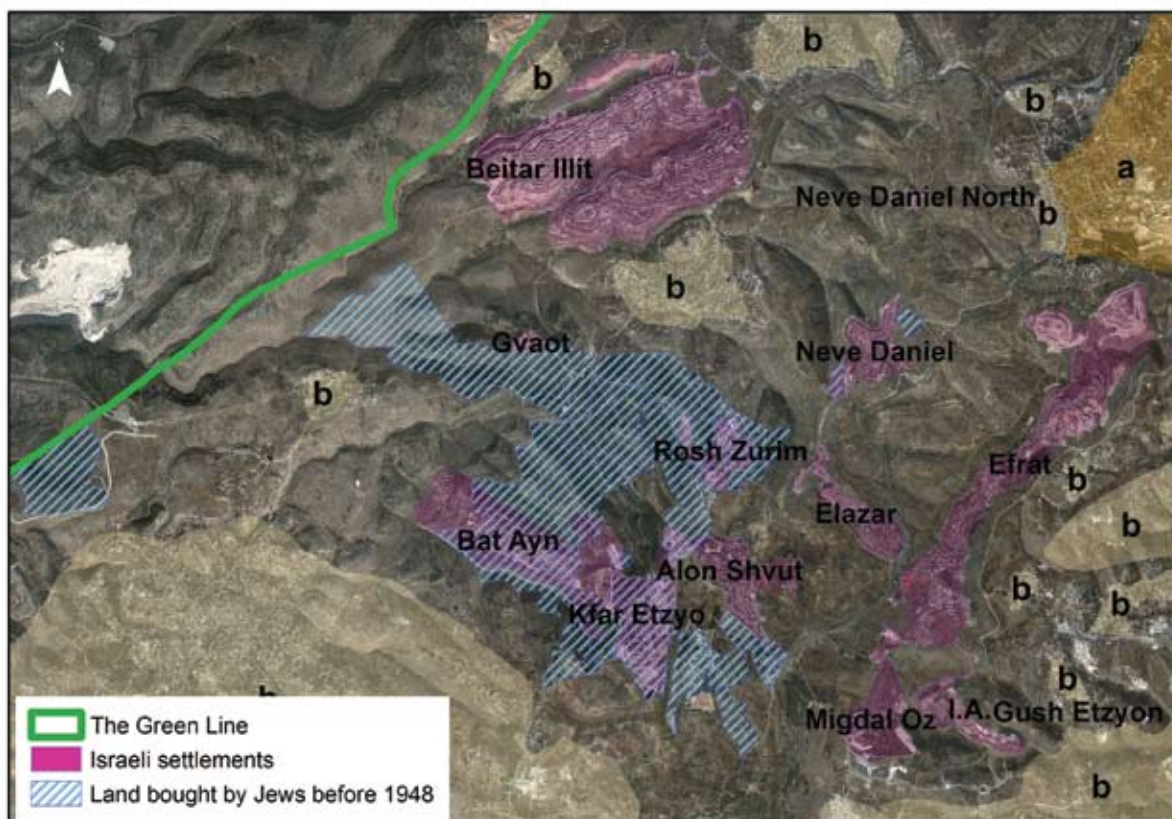 N
b
b
b
Beitar Illit
a
Neve Daniel North
b
b
Gvaot
Neve Daniel
b
Rosh Zurim
Efrat
b
Elazar
b
Bat Ayn
Alon Shvut
b
b
Kfar Etzyo
b
b
Migdal Oz
I.A.Gush Etzyon
b
The Green Line
Israeli settlements
Land bought by Jews before 1948